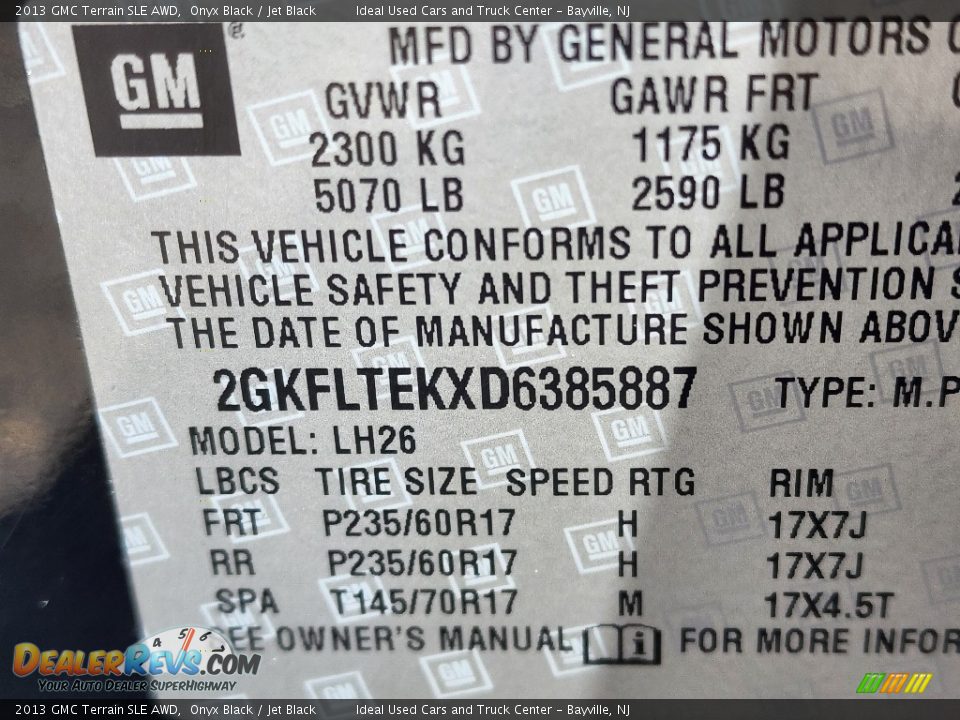 2013 GMC Terrain SLE AWD, Onyx Black / Jet Black Ideal Used Cars and Truck Center - Bayville, NJ
GM
MFD BY GENERAL MOTORS
GVWR GAWR FRT
2300 KG 1175 KG
5070 LB 2590 LB
THIS VEHICLE CONFORMS TO ALL APPLICA
VEHICLE SAFETY AND THEFT PREVENTION S
THE DATE OF MANUFACTURE SHOWN ABOV
2GKFLTEKXD6385887 TYPE: M.P
MODEL: LH26
LBCS TIRE SIZE SPEED RTG RIM
FRT P235/60R17 H 17X7J
RR P235/60R17 H 17X7J
SPA T145/70R17 M 17X4.5T
SEE OWNER'S MANUAL i FOR MORE INFOR
4 5 6
DEALERREVS.COM
YOUR AUTO DEALER SUPERHIGHWAY
2013 GMC Terrain SLE AWD, Onyx Black / Jet Black Ideal Used Cars and Truck Center - Bayville, NJ